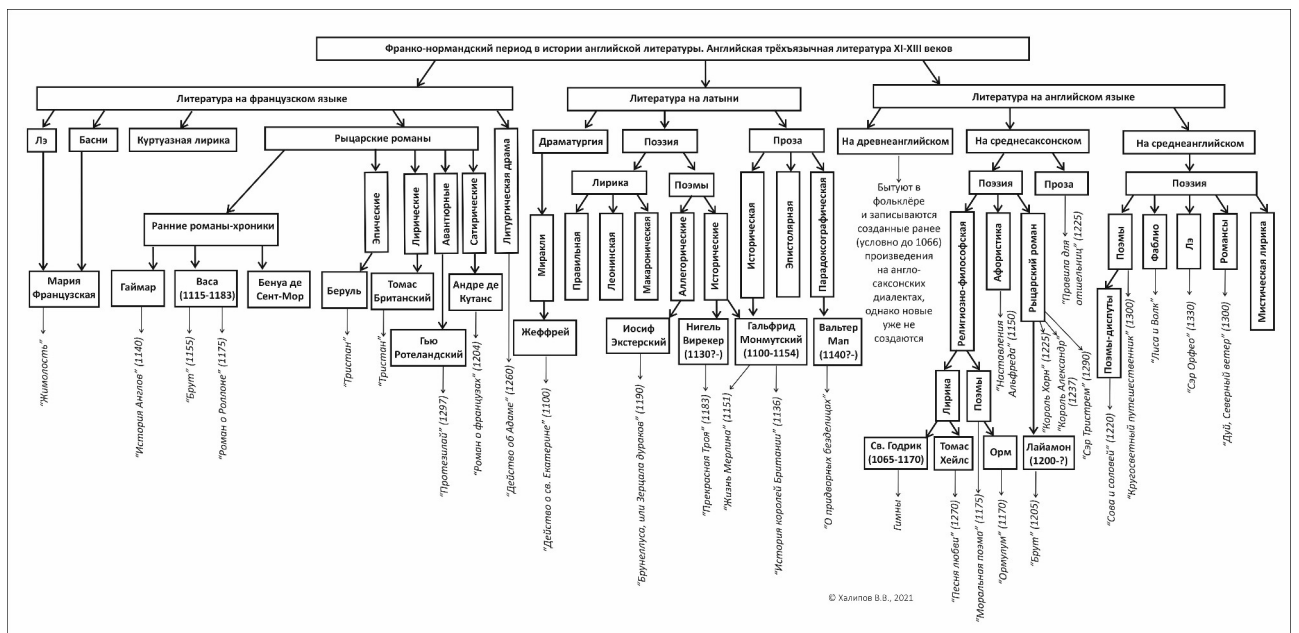 Франко-нормандский период в истории английской литературы. Английская трёхъязычная литература XI-XIII веков
Литература на французском языке
Литература на латыни
Литература на английском языке
Лэ
Басни
Куртуазная лирика
Рыцарские романы
Литургическая драма
Драматургия
Поэзия
Проза
На древнеанглийском
На среднесаксонском
На среднеанглийском
Ранние романы-хроники
Эпические
Лирические
Авантюрные
Сатирические
Миракли
Лирика
Поэмы
Правильная
Леонинская
Макароническая
Аллегорические
Исторические
Историческая
Эпистолярная
Парадоксографическая
Бытуют в
фольклёре
и записываются
созданные ранее
(условно до 1066)
произведения
на англо-
саксонских
диалектах,
однако новые
уже не
создаются
Поэзия
Проза
Религиозно-философская
Афористика
Рыцарский роман
"Правила для
отшельниц" (1225)
Поэзия
Поэмы
Фаблио
Лэ
Романсы
Мистическая лирика
Поэмы-диспуты
Мария
Французская
Гаймар
Васа
(1115-1183)
Бенуа де
Сент-Мор
Беруль
Томас
Британский
Гью
Ротеландский
Андре де
Кутанс
Жеффрей
Иосиф
Экстерский
Нигель
Вирекер
(1130?-)
Гальфрид
Монмутский
(1100-1154)
Вальтер
Мап
(1140?-)
Лирика
Поэмы
Св. Годрик
(1065-1170)
Томас
Хейлс
Орм
Лайамон
(1200-?)
"Жимолость"
"История Англов" (1140)
"Брут" (1155)
"Роман о Роллоне" (1175)
"Тристан"
"Тристан"
"Протезилай" (1297)
"Роман о французах" (1204)
"Действо об Адаме" (1260)
"Действо о св. Екатерине" (1100)
"Брунеллуса, или Зерцала дураков" (1190)
"Прекрасная Троя" (1183)
"Жизнь Мерлина" (1151)
"История королей Британии" (1136)
"О придворных безделицах"
Гимны
"Песня любви" (1270)
"Моральная поэма" (1175)
"Ормулум" (1170)
"Наставления
Альфреда" (1150)
"Брут" (1205)
"Король Хорн" (1225)
"Король Александр"
(1237)
"Сэр Тристрем" (1290)
"Сова и соловей" (1220)
"Кругосветный путешественник" (1300)
"Лиса и Волк"
"Сэр Орфео" (1330)
"Дуй, Северный ветер" (1300)
© Халипов В.В., 2021